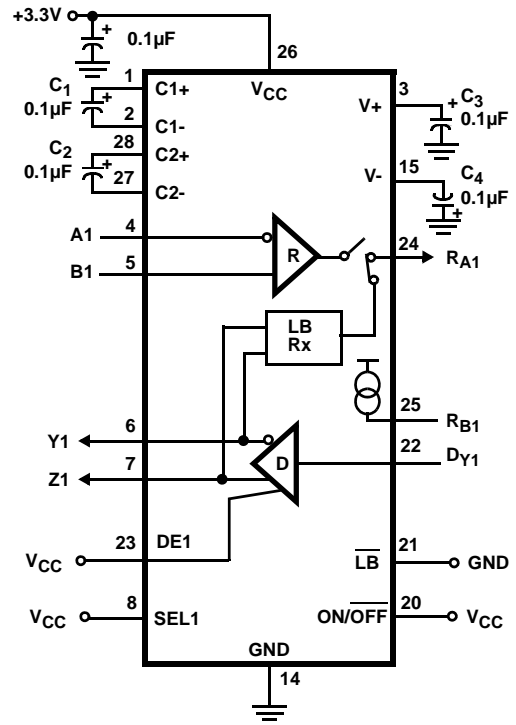 +3.3V
+
0.1µF
26
1
C1+
VCC
3
C1
+
0.1µF
V+
+
C3
0.1µF
2
C1-
28
C2+
C2
+
0.1µF
27
C2-
15
V-
C4
0.1µF
+
4
A1
R
24
RA1
5
B1
LB
Rx
25
RB1
6
Y1
22
DY1
D
7
Z1
23
DE1
VCC
21
LB
GND
8
SEL1
VCC
20
ON/OFF
VCC
GND
14